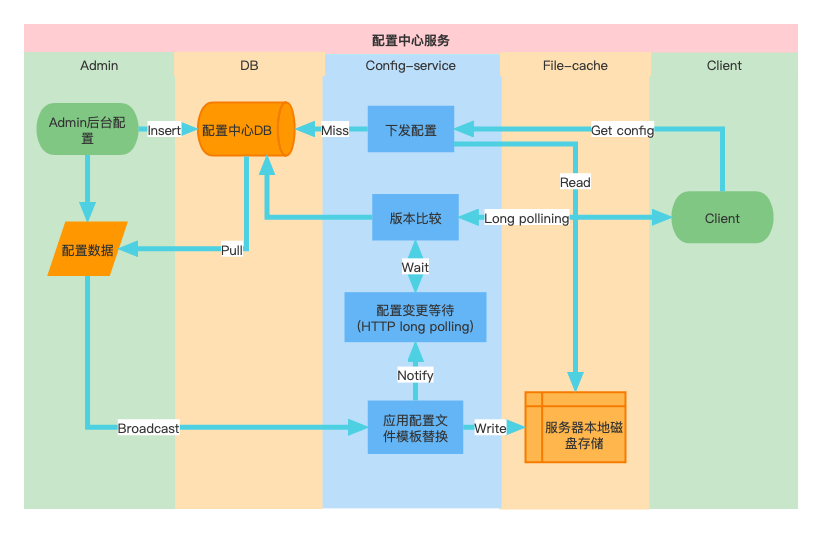 配置中心服务
Admin
DB
Config-service
File-cache
Client
Admin后台配
置
Insert
配置中心DB
Miss
下发配置
Get config
Read
版本比较
Long pollining
Client
配置数据
Pull
Wait
配置变更等待
(HTTP long polling)
Notify
Broadcast
应用配置文
件模板替换
Write
服务器本地磁
盘存储